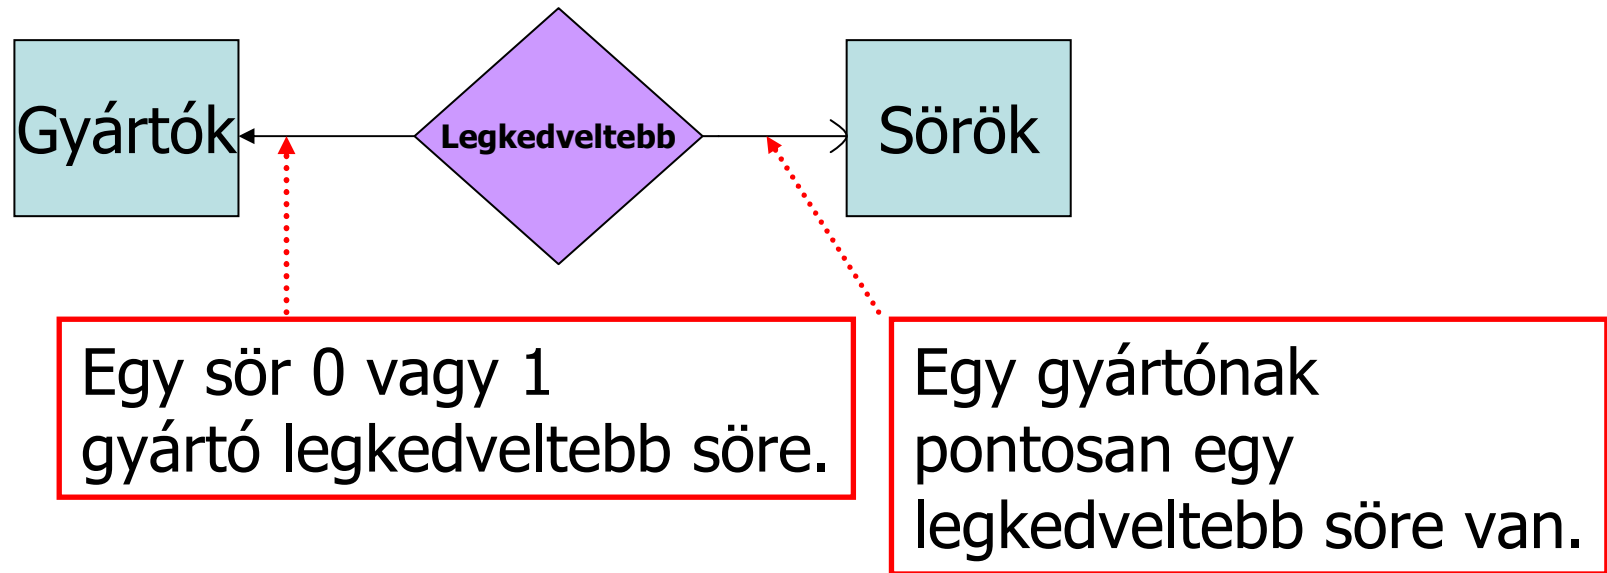 Gyártók
Legkedveltebb
Sörök
Egy sör 0 vagy 1
gyártó legkedveltebb söre.
Egy gyártónak
pontosan egy
legkedveltebb söre van.